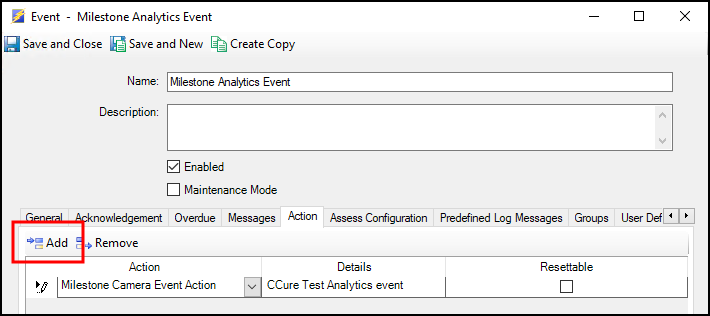 Event - Milestone Analytics Event
Save and Close Save and New Create Copy
Name: Milestone Analytics Event
Description:
Enabled
Maintenance Mode
General Acknowledgement Overdue Messages Action Assess Configuration Predefined Log Messages Groups User Def
Add Remove
Action Details Resettable
Milestone Camera Event Action CCure Test Analytics event